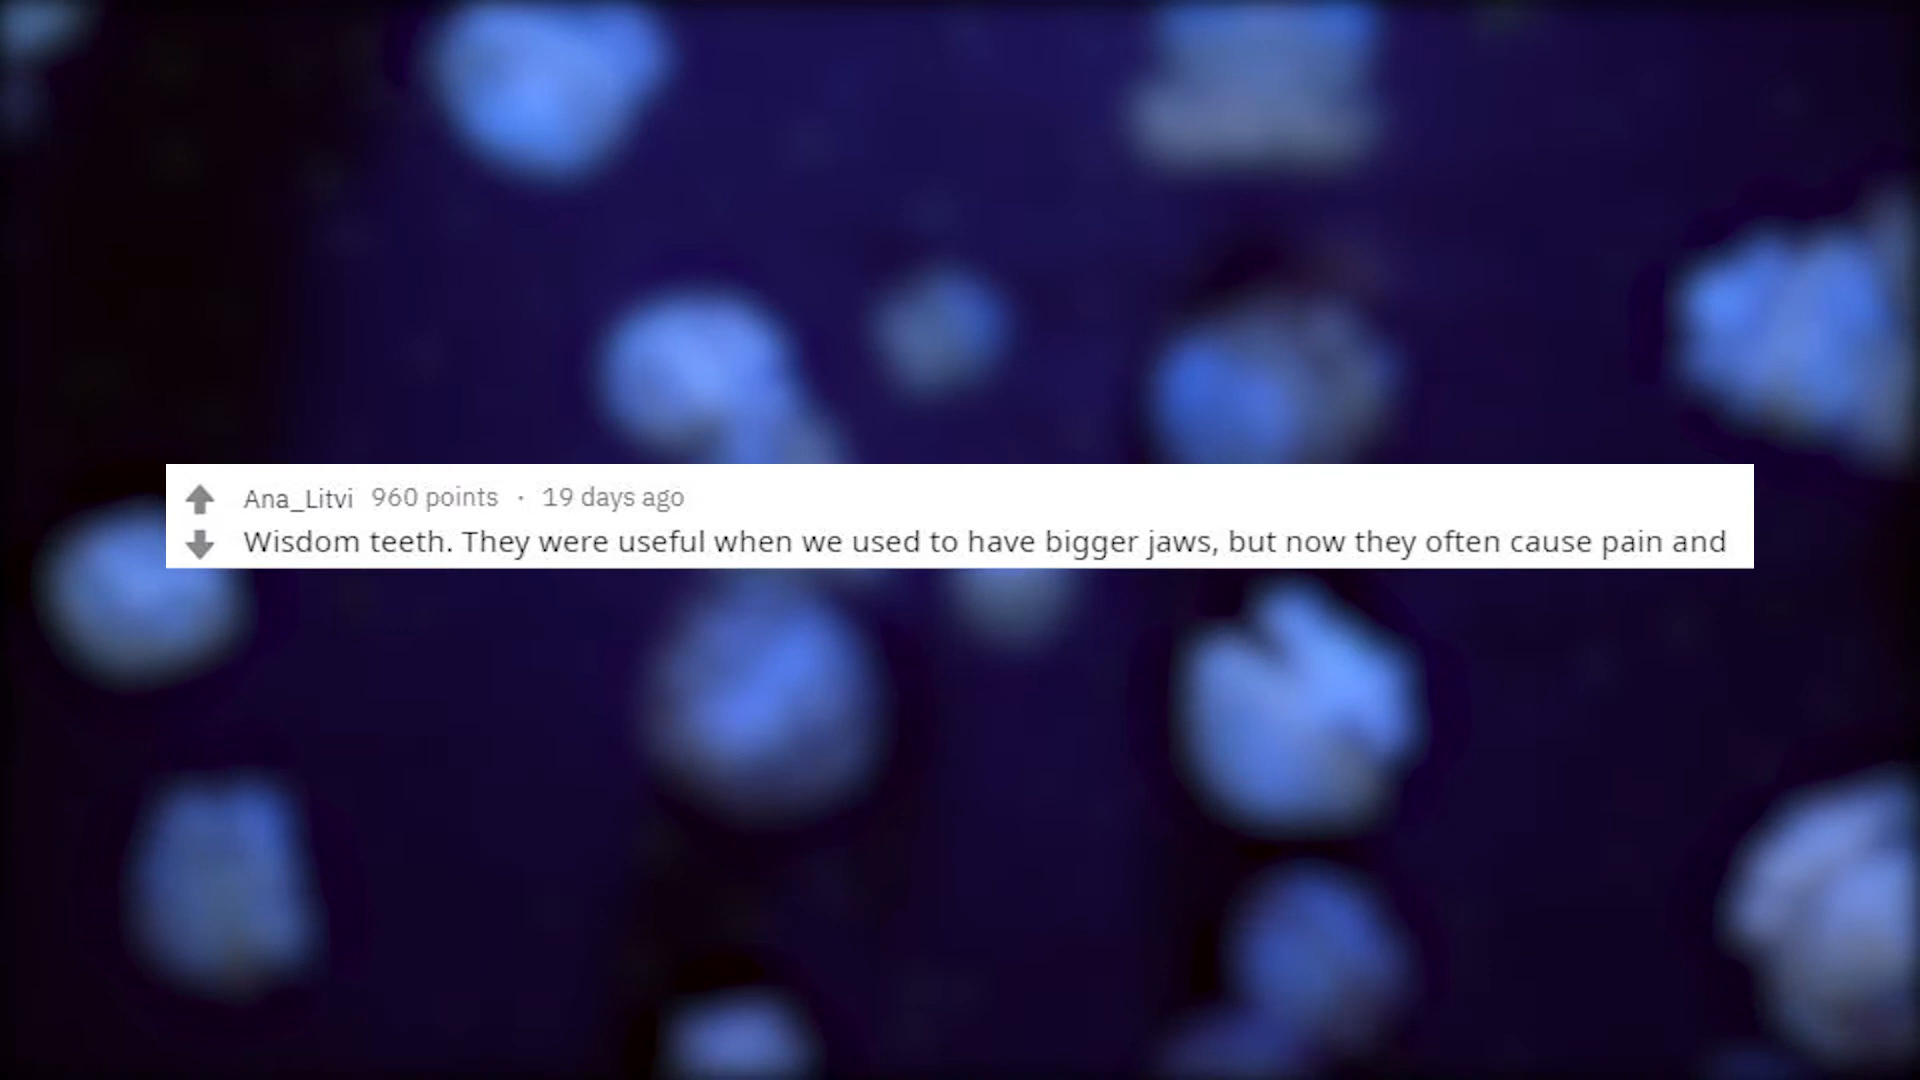 Ana_Litvi 960 points · 19 days ago
Wisdom teeth. They were useful when we used to have bigger jaws, but now they often cause pain and